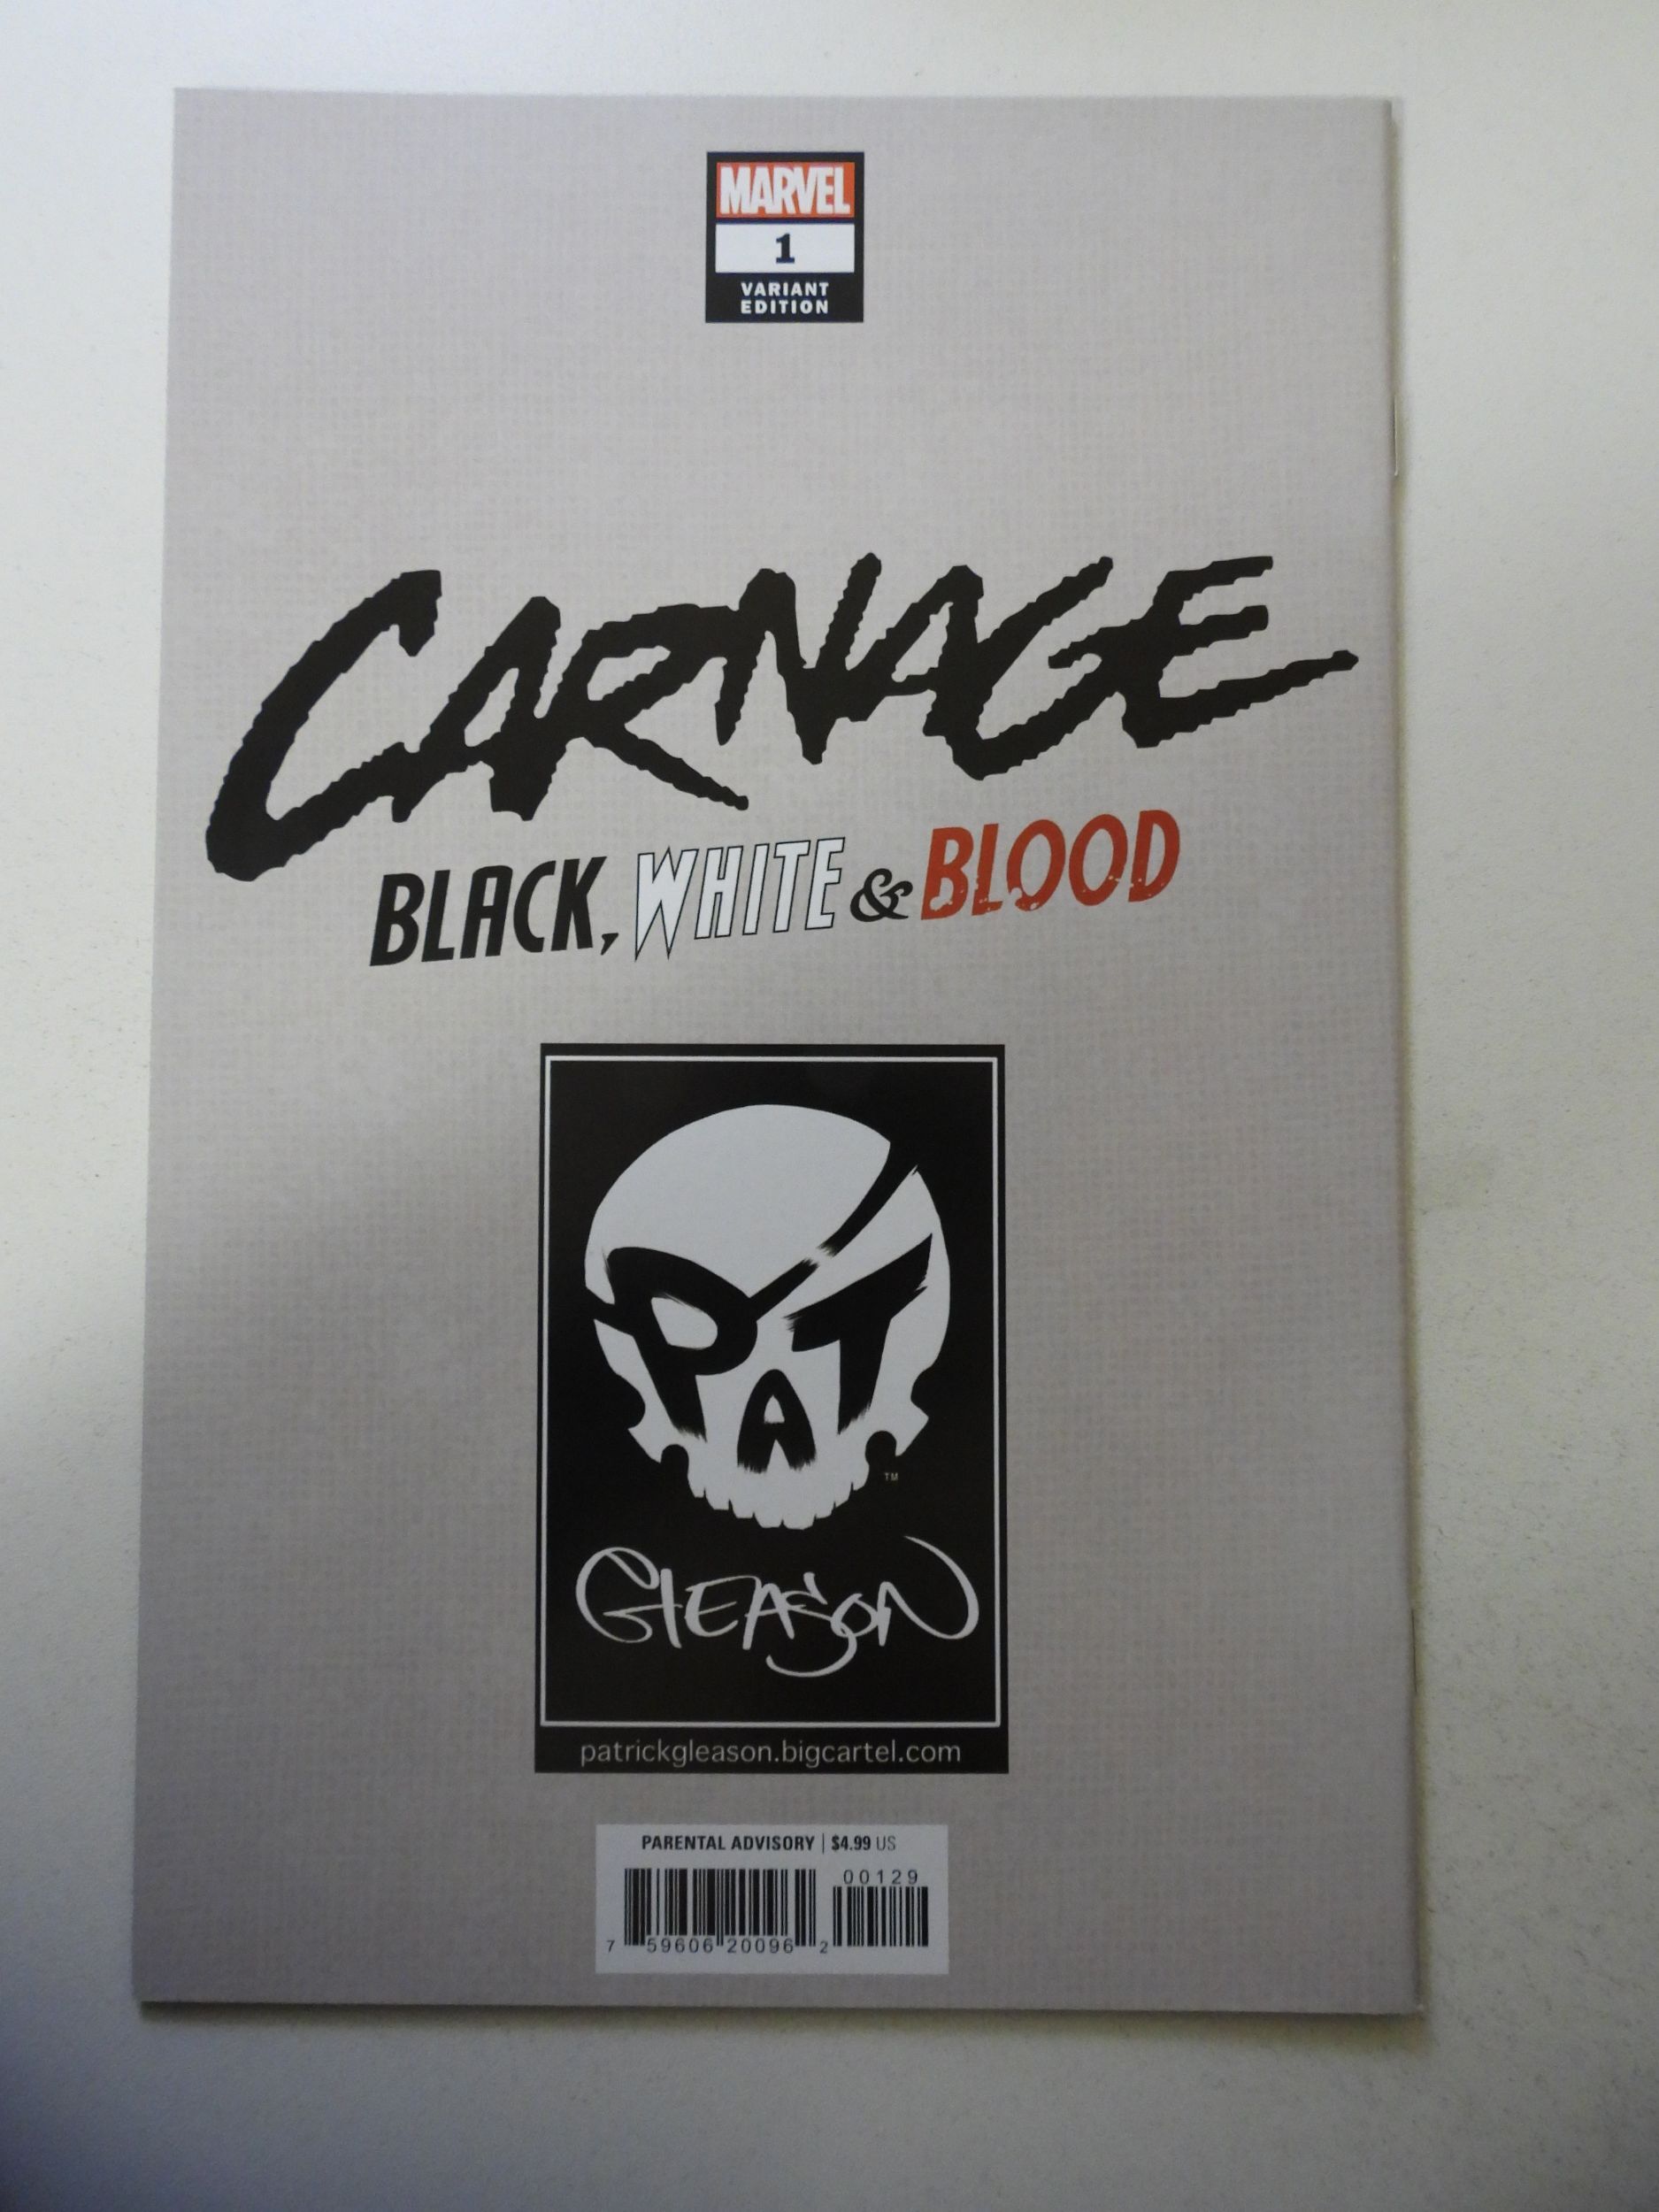 MARVEL
1
VARIANT
EDITION
CARNAGE
BLACK, WHITE & BLOOD
PAT
TM
GLEASON
patrickgleason.bigcartel.com
PARENTAL ADVISORY | $4.99 US
00129
7 59606 20096 2